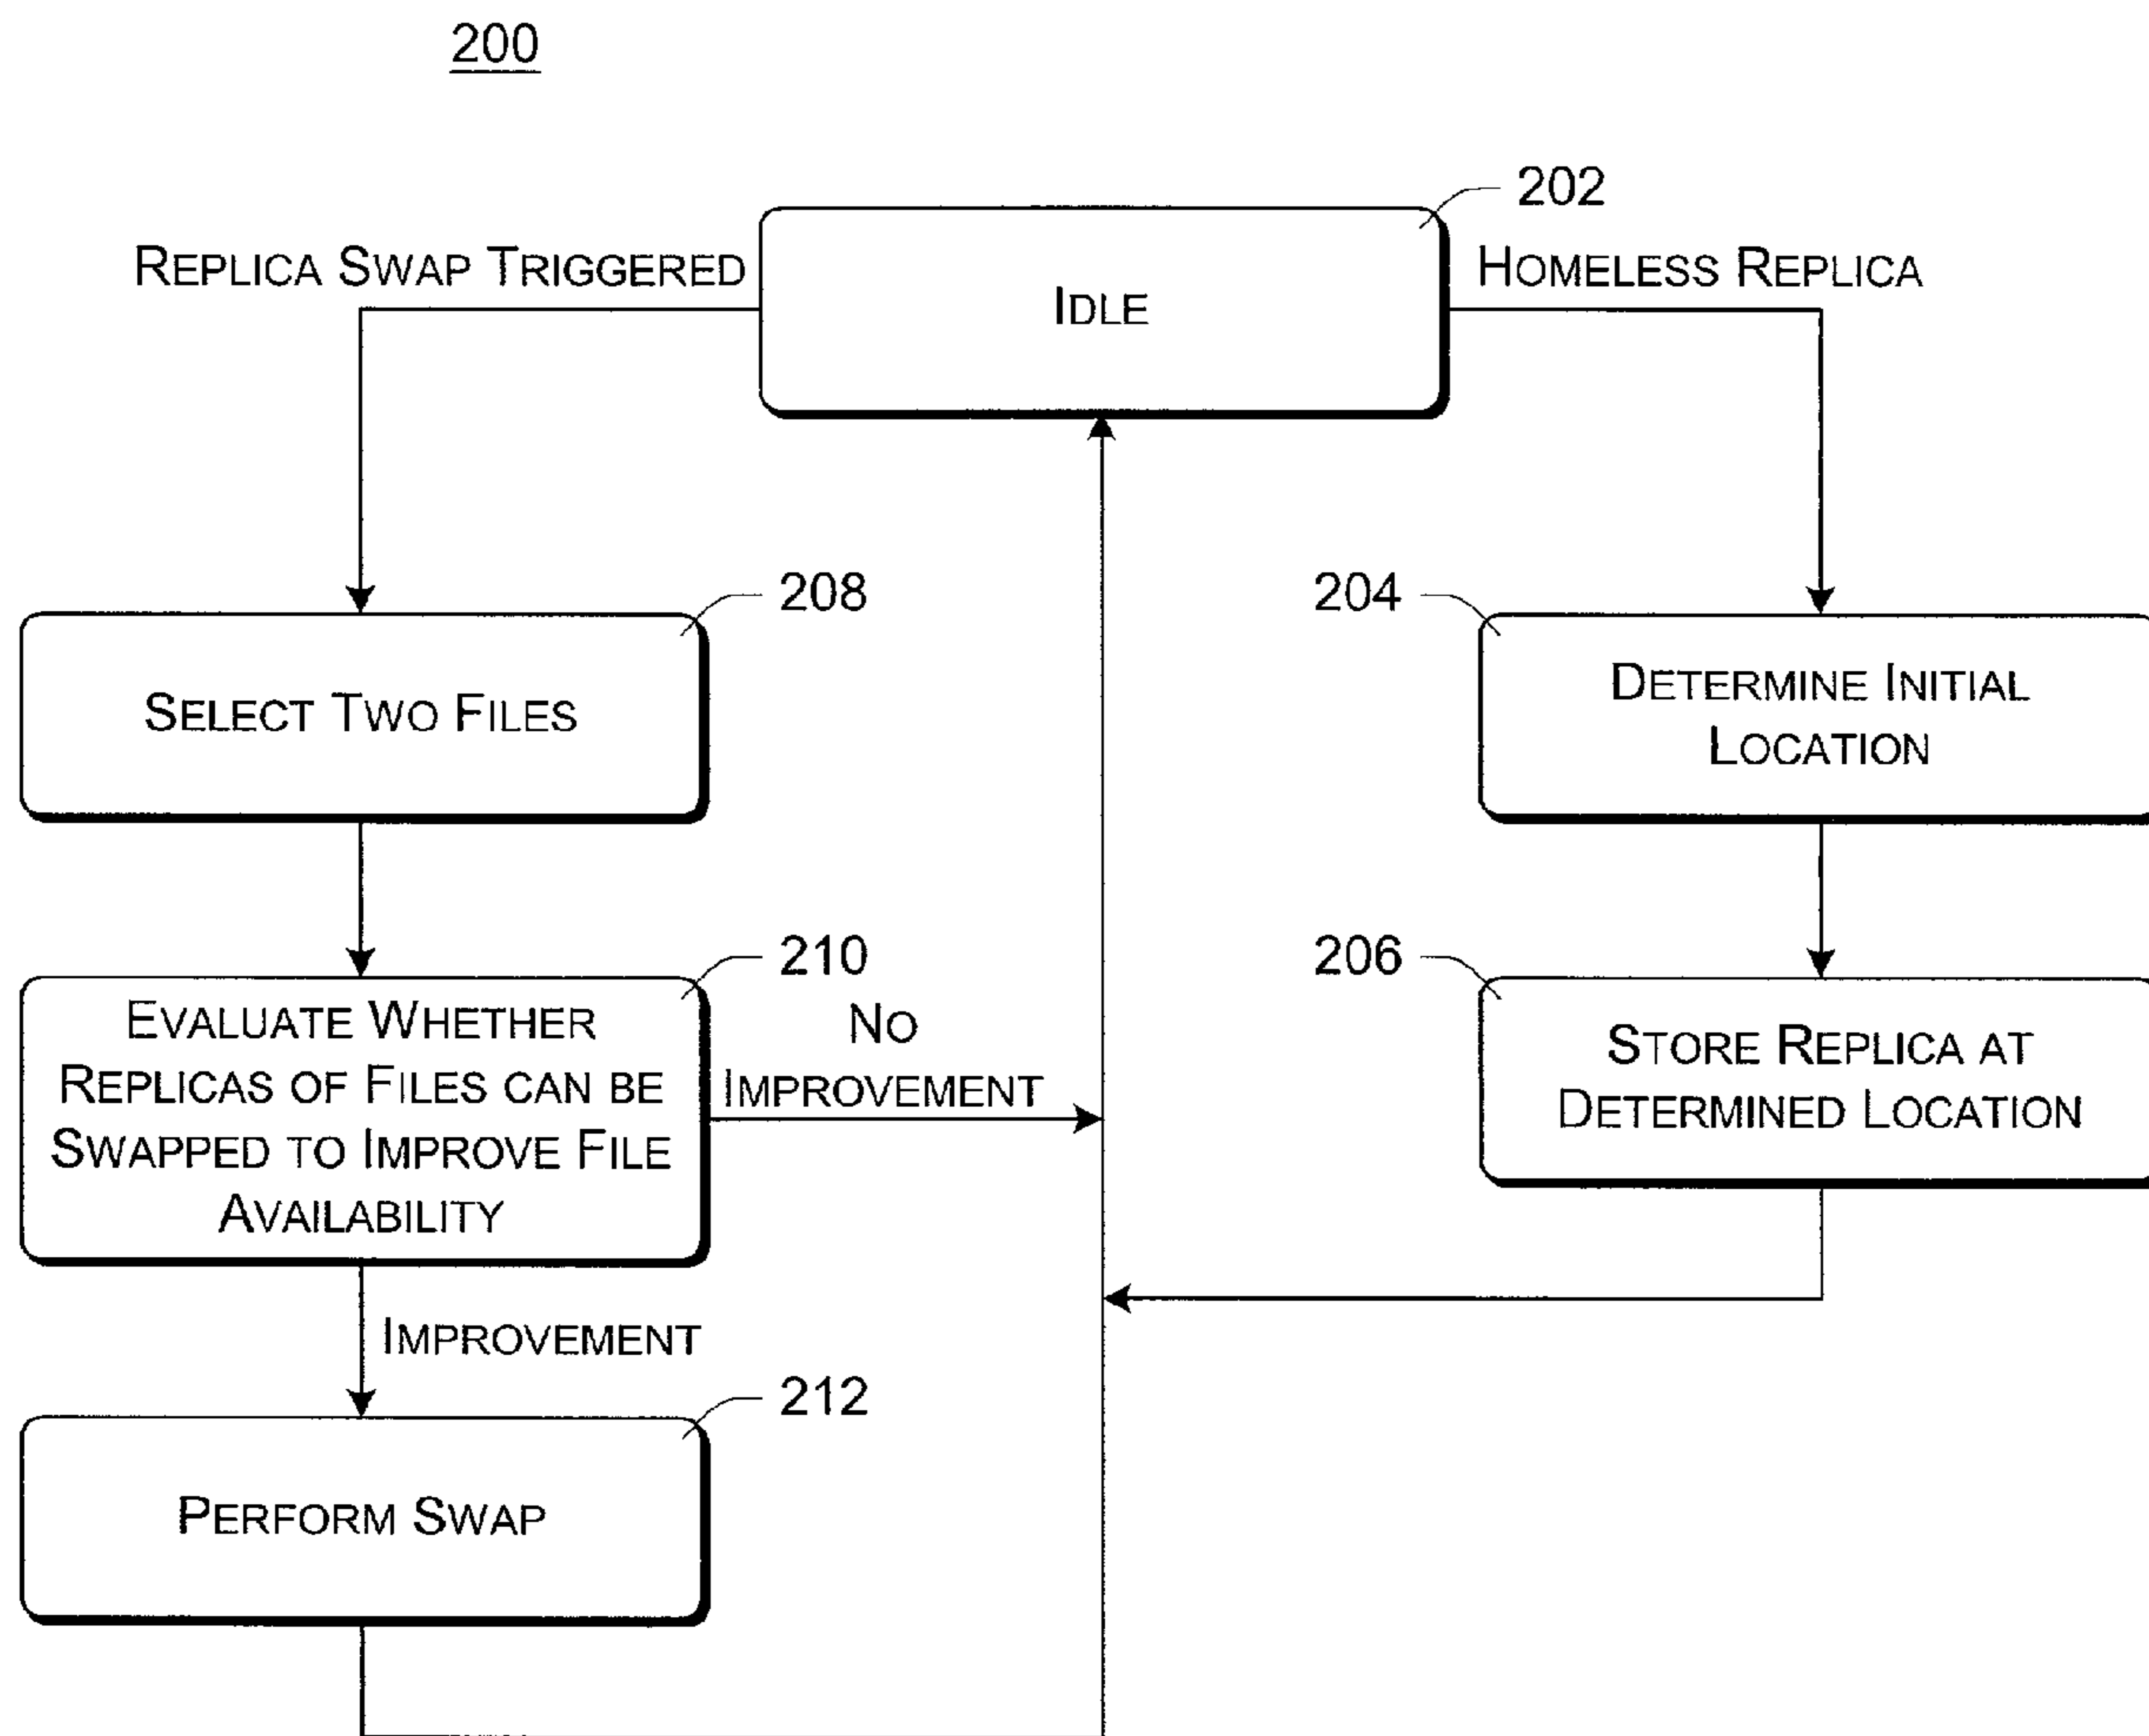 200
202
REPLICA SWAP TRIGGERED
HOMELESS REPLICA
IDLE
208
204
SELECT TWO FILES
DETERMINE INITIAL
LOCATION
210
206
EVALUATE WHETHER
REPLICAS OF FILES CAN BE
SWAPPED TO IMPROVE FILE
AVAILABILITY
NO
IMPROVEMENT
STORE REPLICA AT
DETERMINED LOCATION
IMPROVEMENT
212
PERFORM SWAP